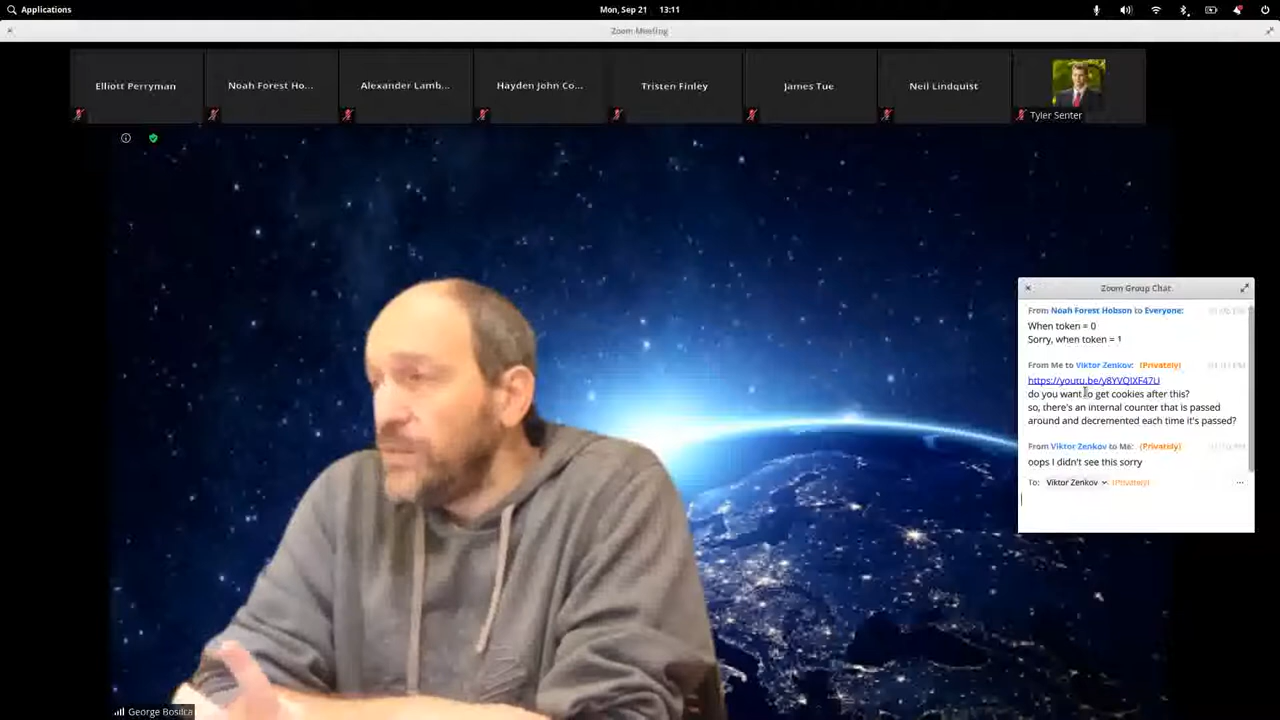 Applications
Mon, Sep 21 13:11
Zoom Meeting
Elliott Perryman
Noah Forest Ho...
Alexander Lamb...
Hayden John Co...
Tristen Finley
James Tue
Neil Lindquist
Tyler Senter
Zoom Group Chat
From Noah Forest Hobson to Everyone:
When token = 0
Sorry, when token = 1
From Me to Viktor Zenkov: (Privately)
do you want to get cookies after this?
so, there's an internal counter that is passed
around and decremented each time it's passed?
From Viktor Zenkov to Me: (Privately)
oops I didn't see this sorry
To: Viktor Zenkov (Privately)
...
George Bosilca